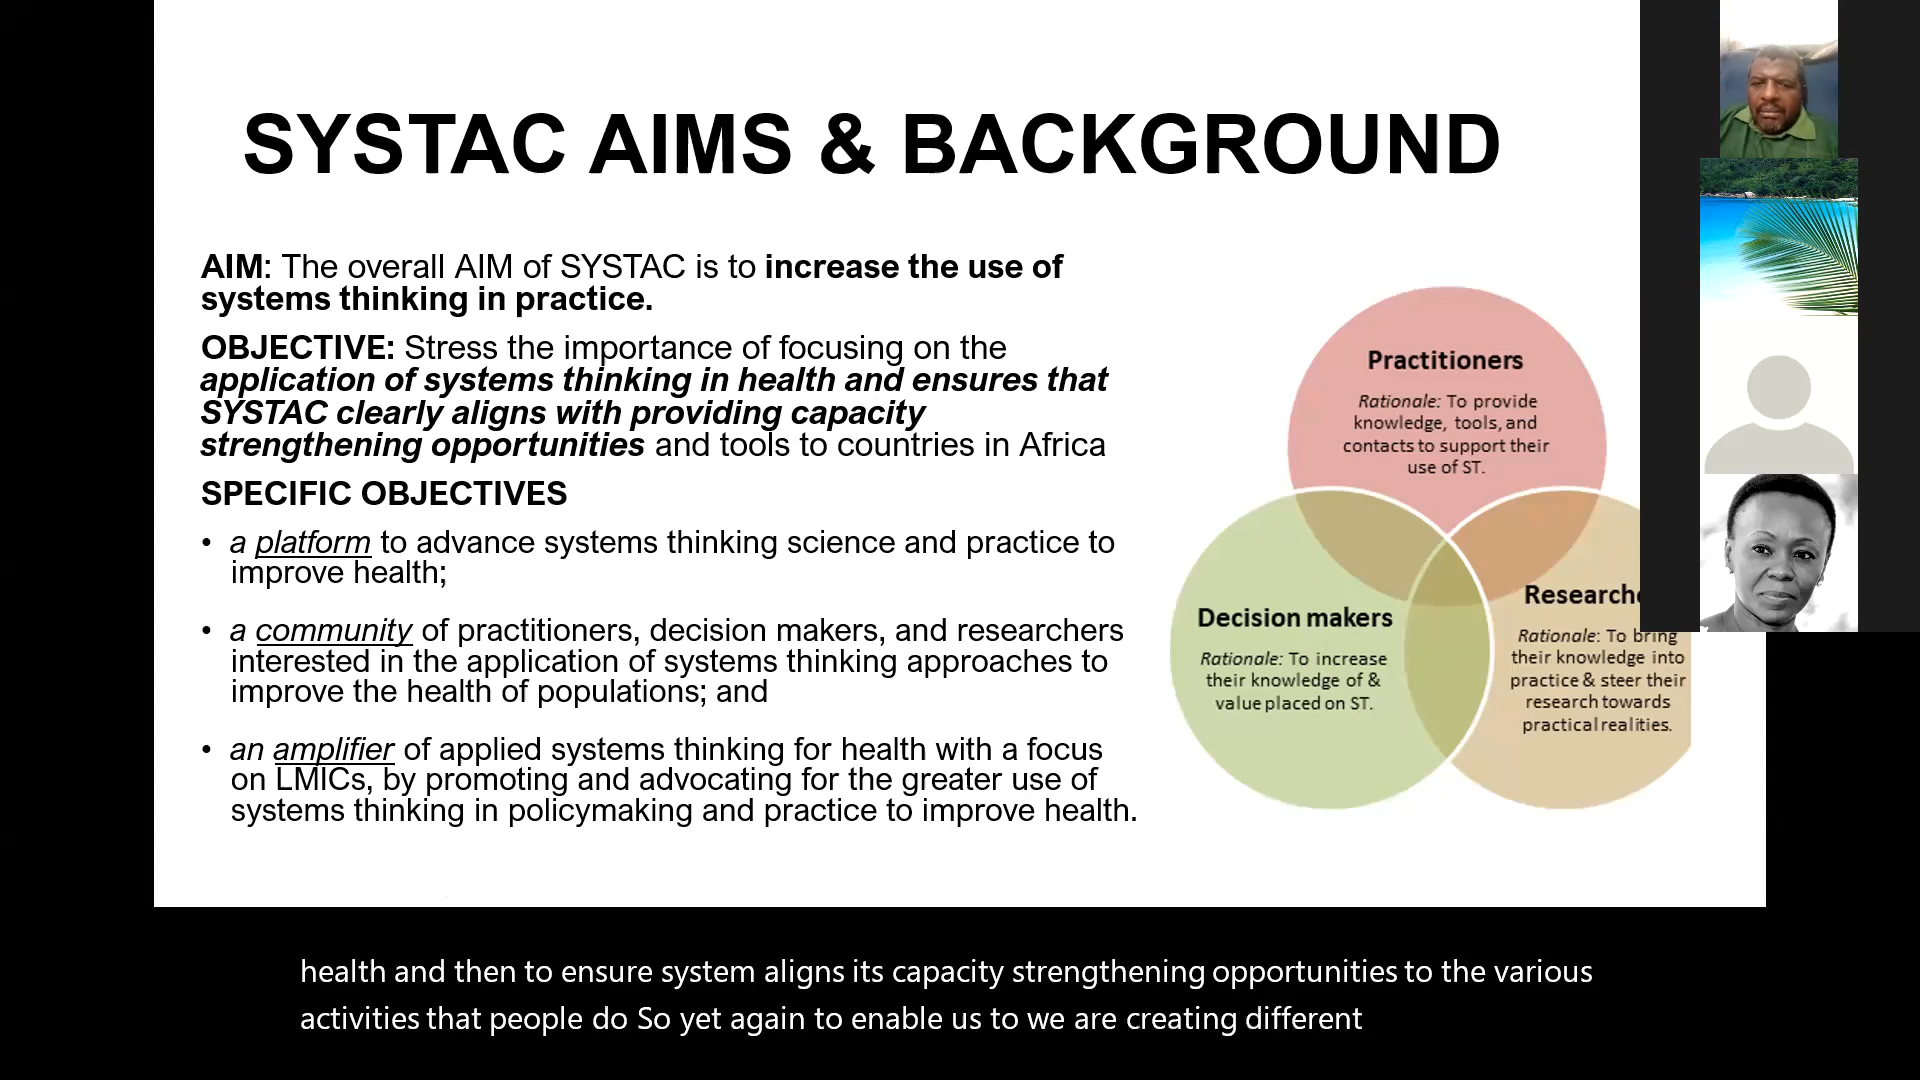 SYSTAC AIMS & BACKGROUND
AIM: The overall AIM of SYSTAC is to increase the use of
systems thinking in practice.
OBJECTIVE: Stress the importance of focusing on the
application of systems thinking in health and ensures that
SYSTAC clearly aligns with providing capacity
strengthening opportunities and tools to countries in Africa
SPECIFIC OBJECTIVES
• a platform to advance systems thinking science and practice to
improve health;
• a community of practitioners, decision makers, and researchers
interested in the application of systems thinking approaches to
improve the health of populations; and
• an amplifier of applied systems thinking for health with a focus
on LMICs, by promoting and advocating for the greater use of
systems thinking in policymaking and practice to improve health.
Practitioners
Rationale: To provide
knowledge, tools, and
contacts to support their
use of ST.
Decision makers
Rationale: To increase
their knowledge of &
value placed on ST.
Rationale: To bring
their knowledge into
practice & steer their
research towards
practical realities.
health and then to ensure system aligns its capacity strengthening opportunities to the various
activities that people do So yet again to enable us to we are creating different